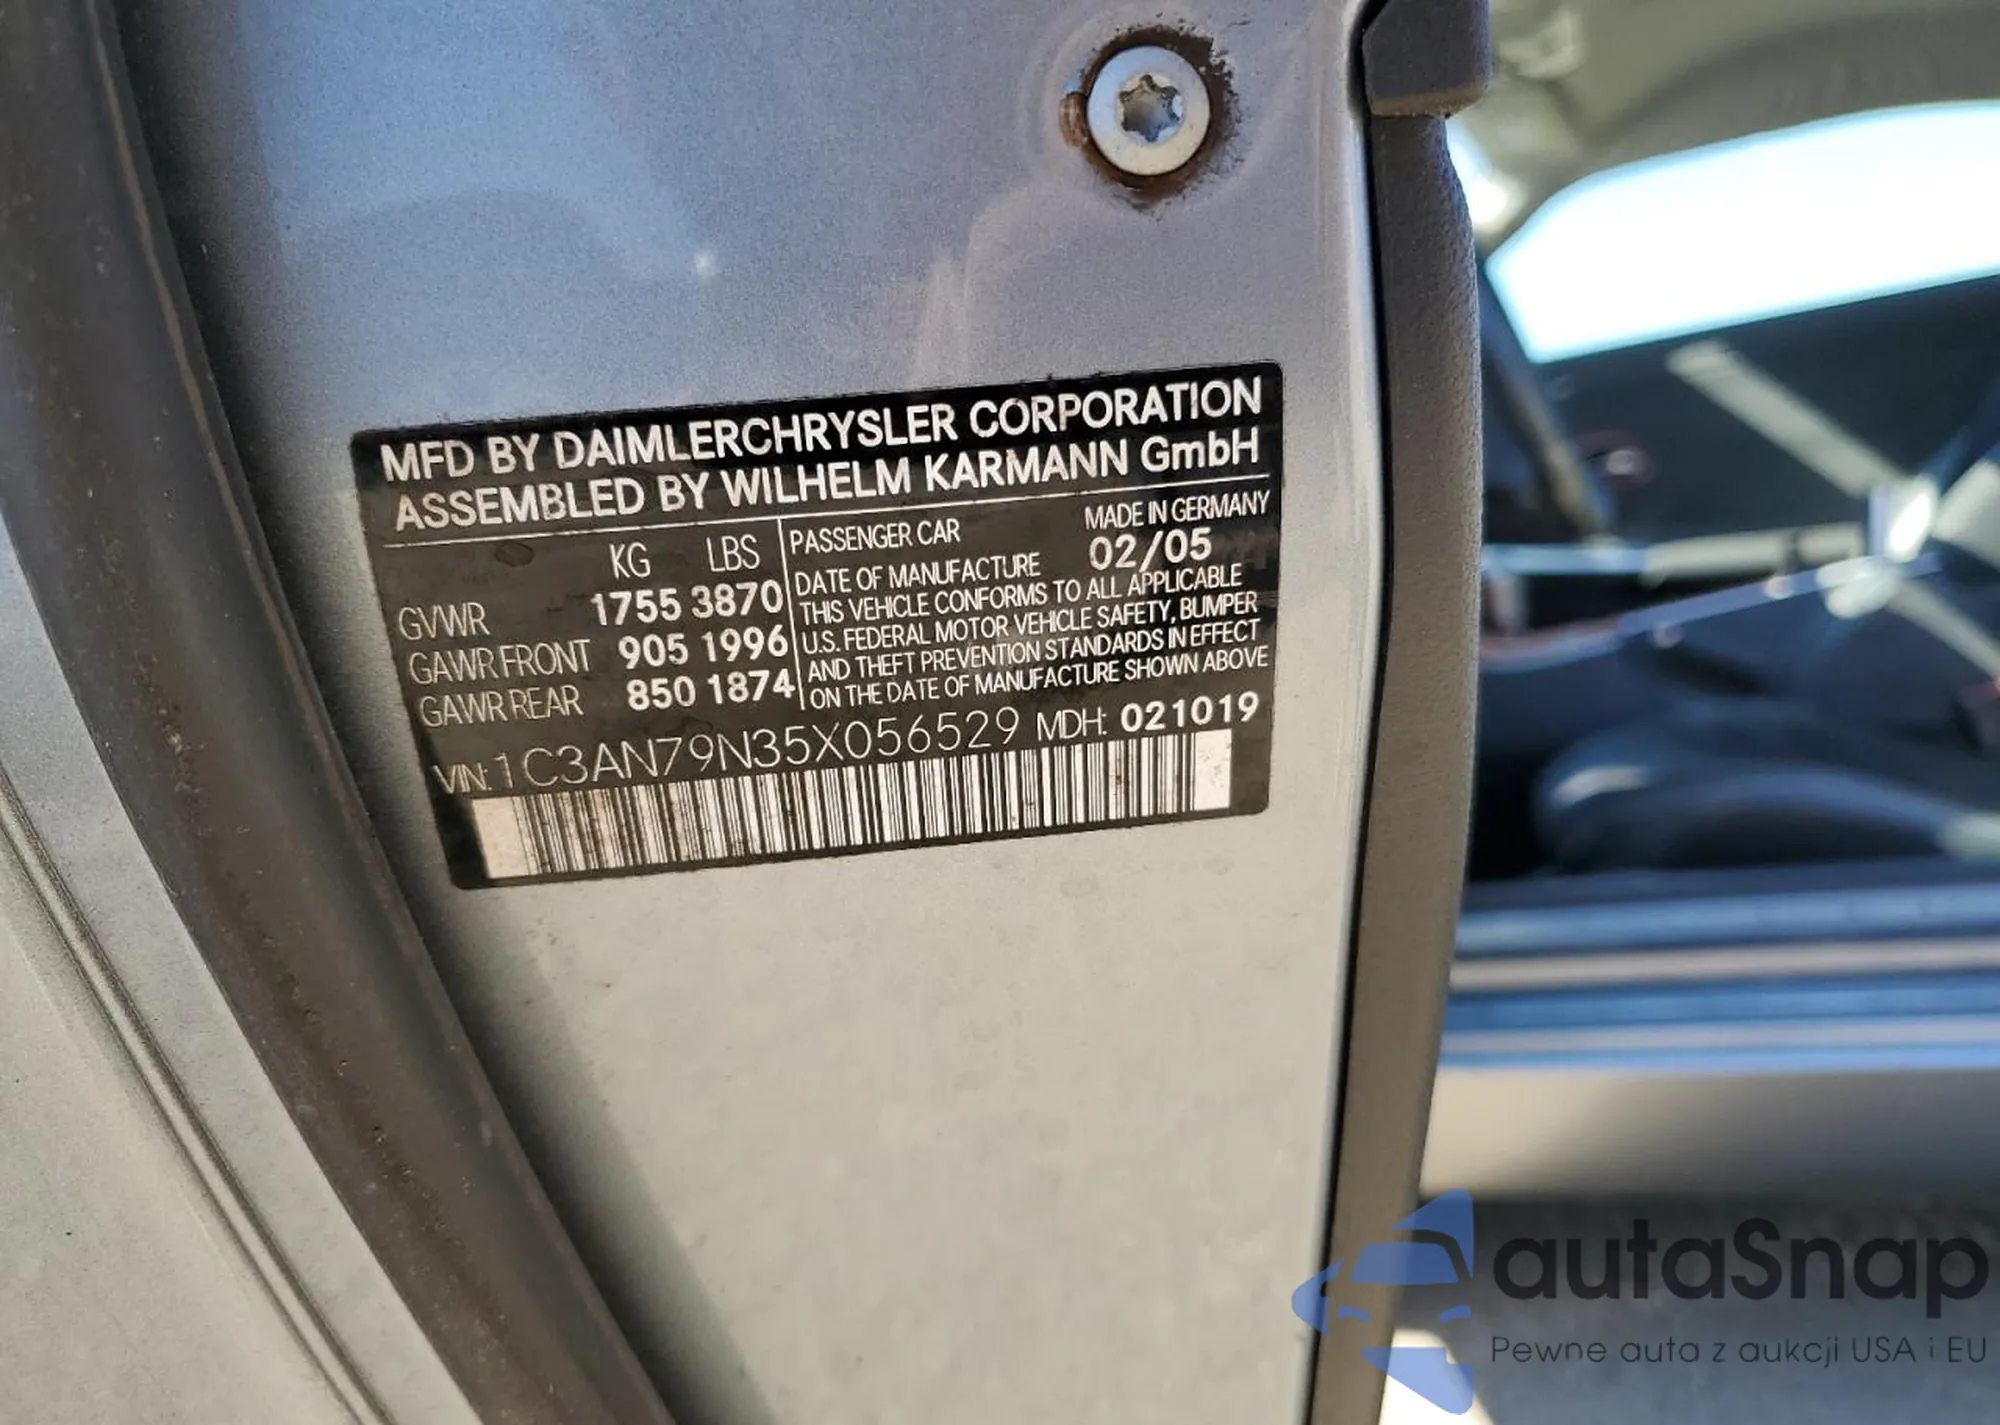 MFD BY DAIMLERCHRYSLER CORPORATION
ASSEMBLED BY WILHELM KARMANN GmbH
KG LBS
GVWR 1755 3870
GAWR FRONT 905 1996
GAWR REAR 850 1874
PASSENGER CAR MADE IN GERMANY
DATE OF MANUFACTURE 02/05
THIS VEHICLE CONFORMS TO ALL APPLICABLE
U.S. FEDERAL MOTOR VEHICLE SAFETY, BUMPER
AND THEFT PREVENTION STANDARDS IN EFFECT
ON THE DATE OF MANUFACTURE SHOWN ABOVE
VIN: 1C3AN79N35X056529 MDH: 021019
autaSnap
Pewne auta z aukcji USA i EU